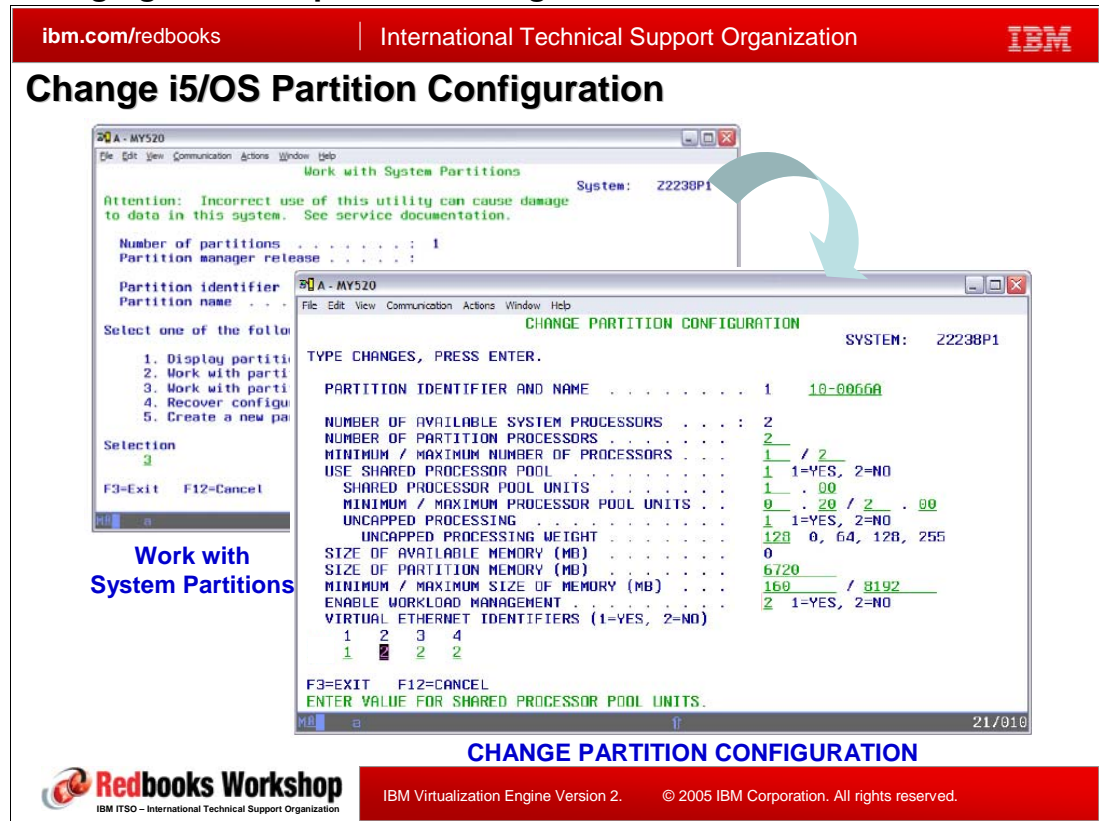 ibm.com/redbooks
International Technical Support Organization
IBM
Change i5/OS Partition Configuration
A - MY520
File Edit View Communication Actions Window Help
Work with System Partitions
System: Z2238P1
Attention: Incorrect use of this utility can cause damage
to data in this system. See service documentation.
Number of partitions . . . . . . . : 1
Partition manager release . . . . . :
Partition identifier
Partition name . . .
Select one of the follo
1. Display partiti
2. Work with parti
3. Work with parti
4. Recover configu
5. Create a new pa
Selection
3
F3=Exit F12=Cancel
MA a
Work with
System Partitions
A - MY520
File Edit View Communication Actions Window Help
CHANGE PARTITION CONFIGURATION
SYSTEM: Z2238P1
TYPE CHANGES, PRESS ENTER.
PARTITION IDENTIFIER AND NAME . . . . . . . . 1 10-0066A
NUMBER OF AVAILABLE SYSTEM PROCESSORS . . . : 2
NUMBER OF PARTITION PROCESSORS . . . . . . . 2
MINIMUM / MAXIMUM NUMBER OF PROCESSORS . . . 1 / 2
USE SHARED PROCESSOR POOL . . . . . . . . . 1 1=YES, 2=NO
SHARED PROCESSOR POOL UNITS . . . . . . . 1 . 00
MINIMUM / MAXIMUM PROCESSOR POOL UNITS . . 0 . 20 / 2 . 00
UNCAPPED PROCESSING . . . . . . . . . . . 1 1=YES, 2=NO
UNCAPPED PROCESSING WEIGHT . . . . . . . 128 0, 64, 128, 255
SIZE OF AVAILABLE MEMORY (MB) . . . . . . . 0
SIZE OF PARTITION MEMORY (MB) . . . . . . . 6720
MINIMUM / MAXIMUM SIZE OF MEMORY (MB) . . . 160 / 8192
ENABLE WORKLOAD MANAGEMENT . . . . . . . . . 2 1=YES, 2=NO
VIRTUAL ETHERNET IDENTIFIERS (1=YES, 2=NO)
1 2 3 4
1 2 2 2
F3=EXIT F12=CANCEL
ENTER VALUE FOR SHARED PROCESSOR POOL UNITS.
MA a 21/010
CHANGE PARTITION CONFIGURATION
Redbooks Workshop
IBM ITSO – International Technical Support Organization
IBM Virtualization Engine Version 2. © 2005 IBM Corporation. All rights reserved.